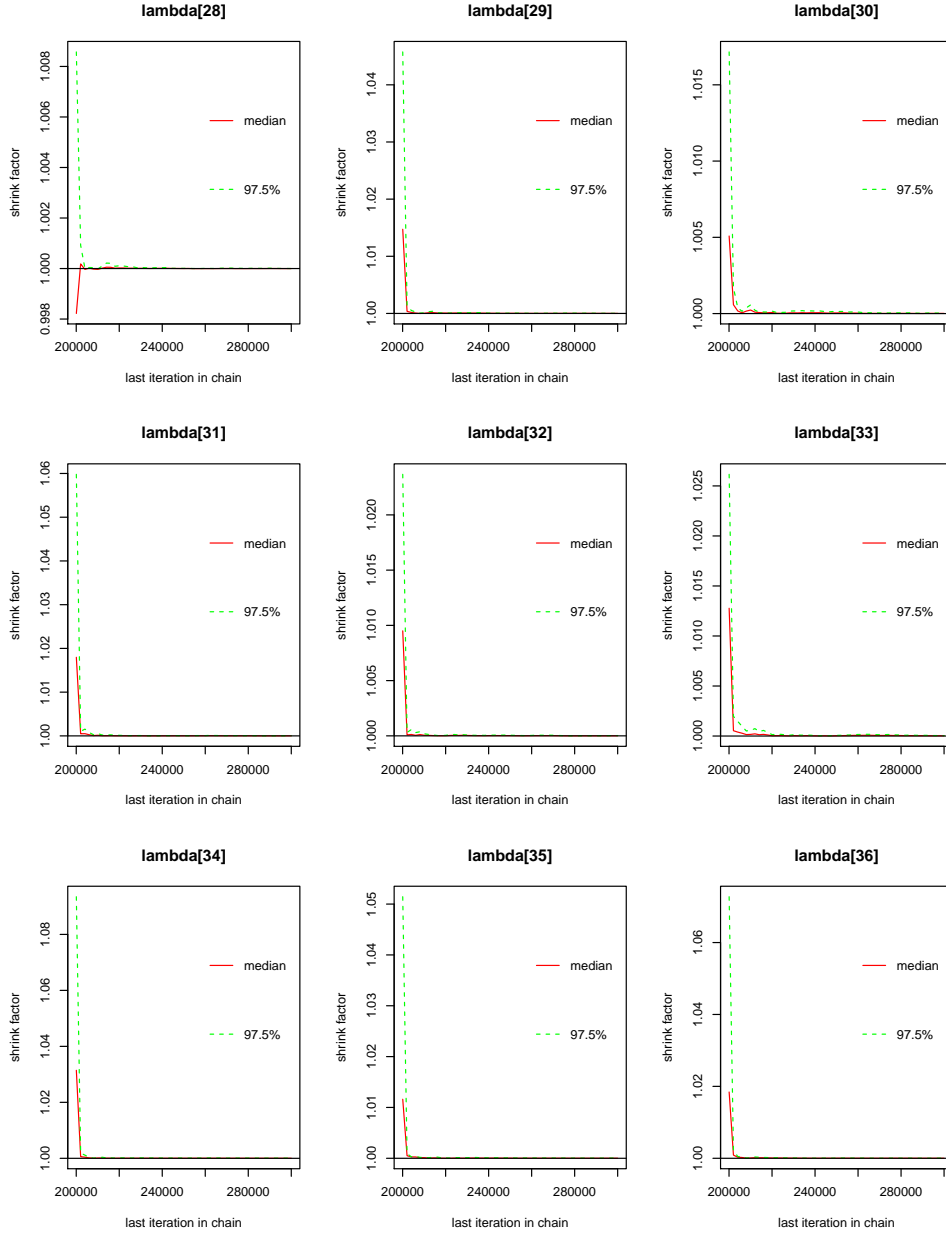 lambda[28]
shrink factor
0.998
1.000
1.002
1.004
1.006
1.008
median
97.5%
200000 240000 280000
last iteration in chain
lambda[29]
shrink factor
1.00
1.01
1.02
1.03
1.04
median
97.5%
200000 240000 280000
last iteration in chain
lambda[30]
shrink factor
1.000
1.005
1.010
1.015
median
97.5%
200000 240000 280000
last iteration in chain
lambda[31]
shrink factor
1.00
1.01
1.02
1.03
1.04
1.05
1.06
median
97.5%
200000 240000 280000
last iteration in chain
lambda[32]
shrink factor
1.000
1.005
1.010
1.015
1.020
median
97.5%
200000 240000 280000
last iteration in chain
lambda[33]
shrink factor
1.000
1.005
1.010
1.015
1.020
1.025
median
97.5%
200000 240000 280000
last iteration in chain
lambda[34]
shrink factor
1.00
1.02
1.04
1.06
1.08
median
97.5%
200000 240000 280000
last iteration in chain
lambda[35]
shrink factor
1.00
1.01
1.02
1.03
1.04
1.05
median
97.5%
200000 240000 280000
last iteration in chain
lambda[36]
shrink factor
1.00
1.02
1.04
1.06
median
97.5%
200000 240000 280000
last iteration in chain